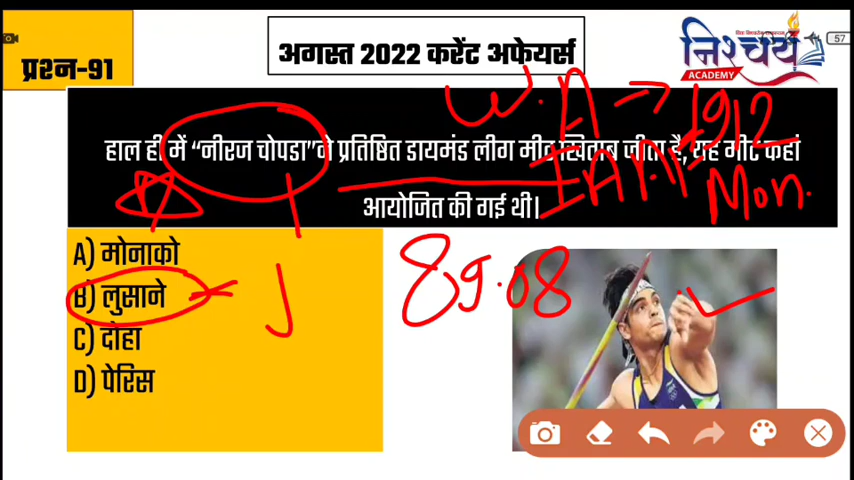 प्रश्न-91
अगस्त 2022 करेंट अफेयर्स
निश्चय
ACADEMY
57
हाल ही में “नीरज चोपडा” ने प्रतिष्ठित डायमंड लीग मीट खिताब जीता है, यह मीट कहां
आयोजित की गई थी।
W.A → 1912
Mon.
A) मोनाको
B) लुसाने
C) दोहा
D) पेरिस
J
89.08